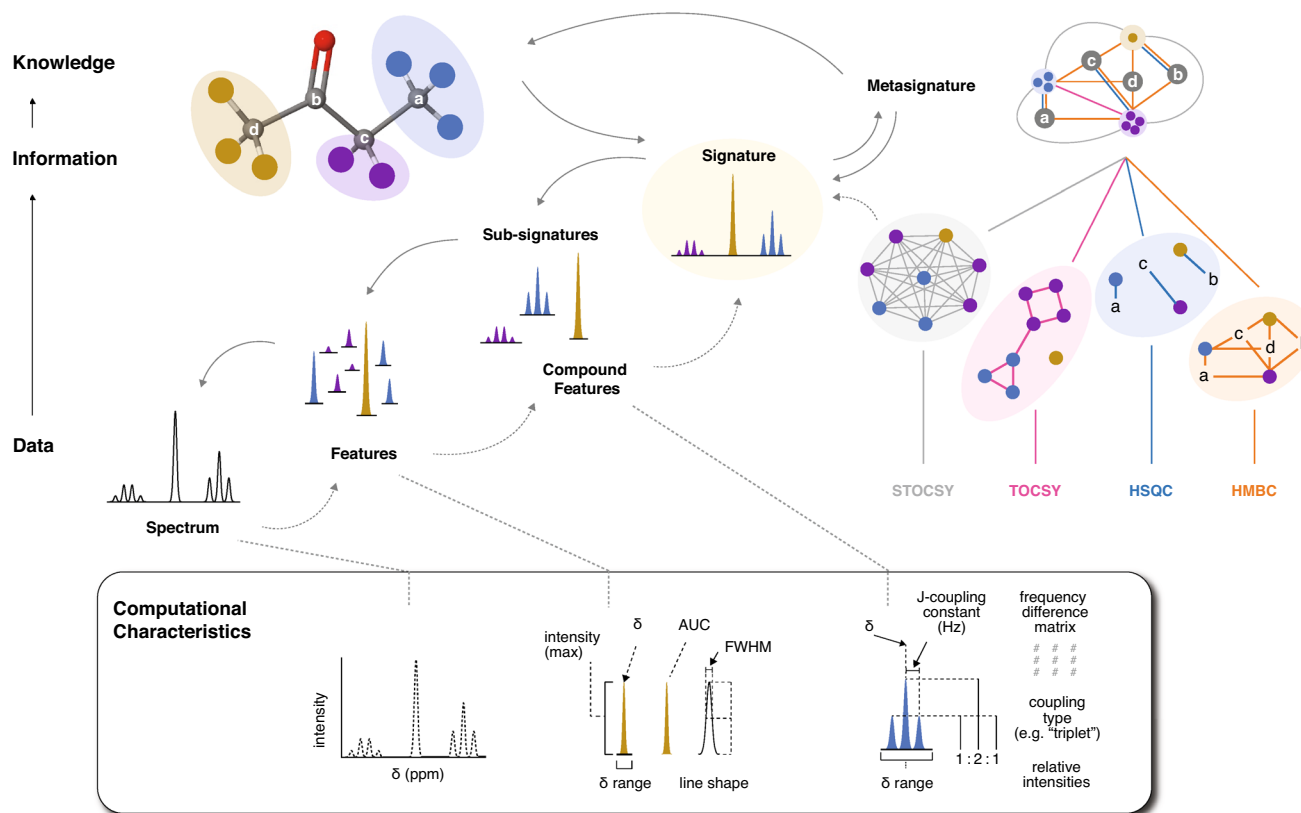 Knowledge
Information
Data
b
a
d
c
Metasignature
Signature
Sub-signatures
Compound
Features
Features
Spectrum
c
b
d
a
c
b
a
c
d
a
STOCSY
TOCSY
HSQC
HMBC
Computational
Characteristics
intensity
δ (ppm)
intensity
(max)
δ
AUC
FWHM
δ range
line shape
δ
J-coupling
constant
(Hz)
1 : 2 : 1
δ range
frequency
difference
matrix
# # #
# # #
# # #
coupling
type
(e.g. “triplet”)
relative
intensities